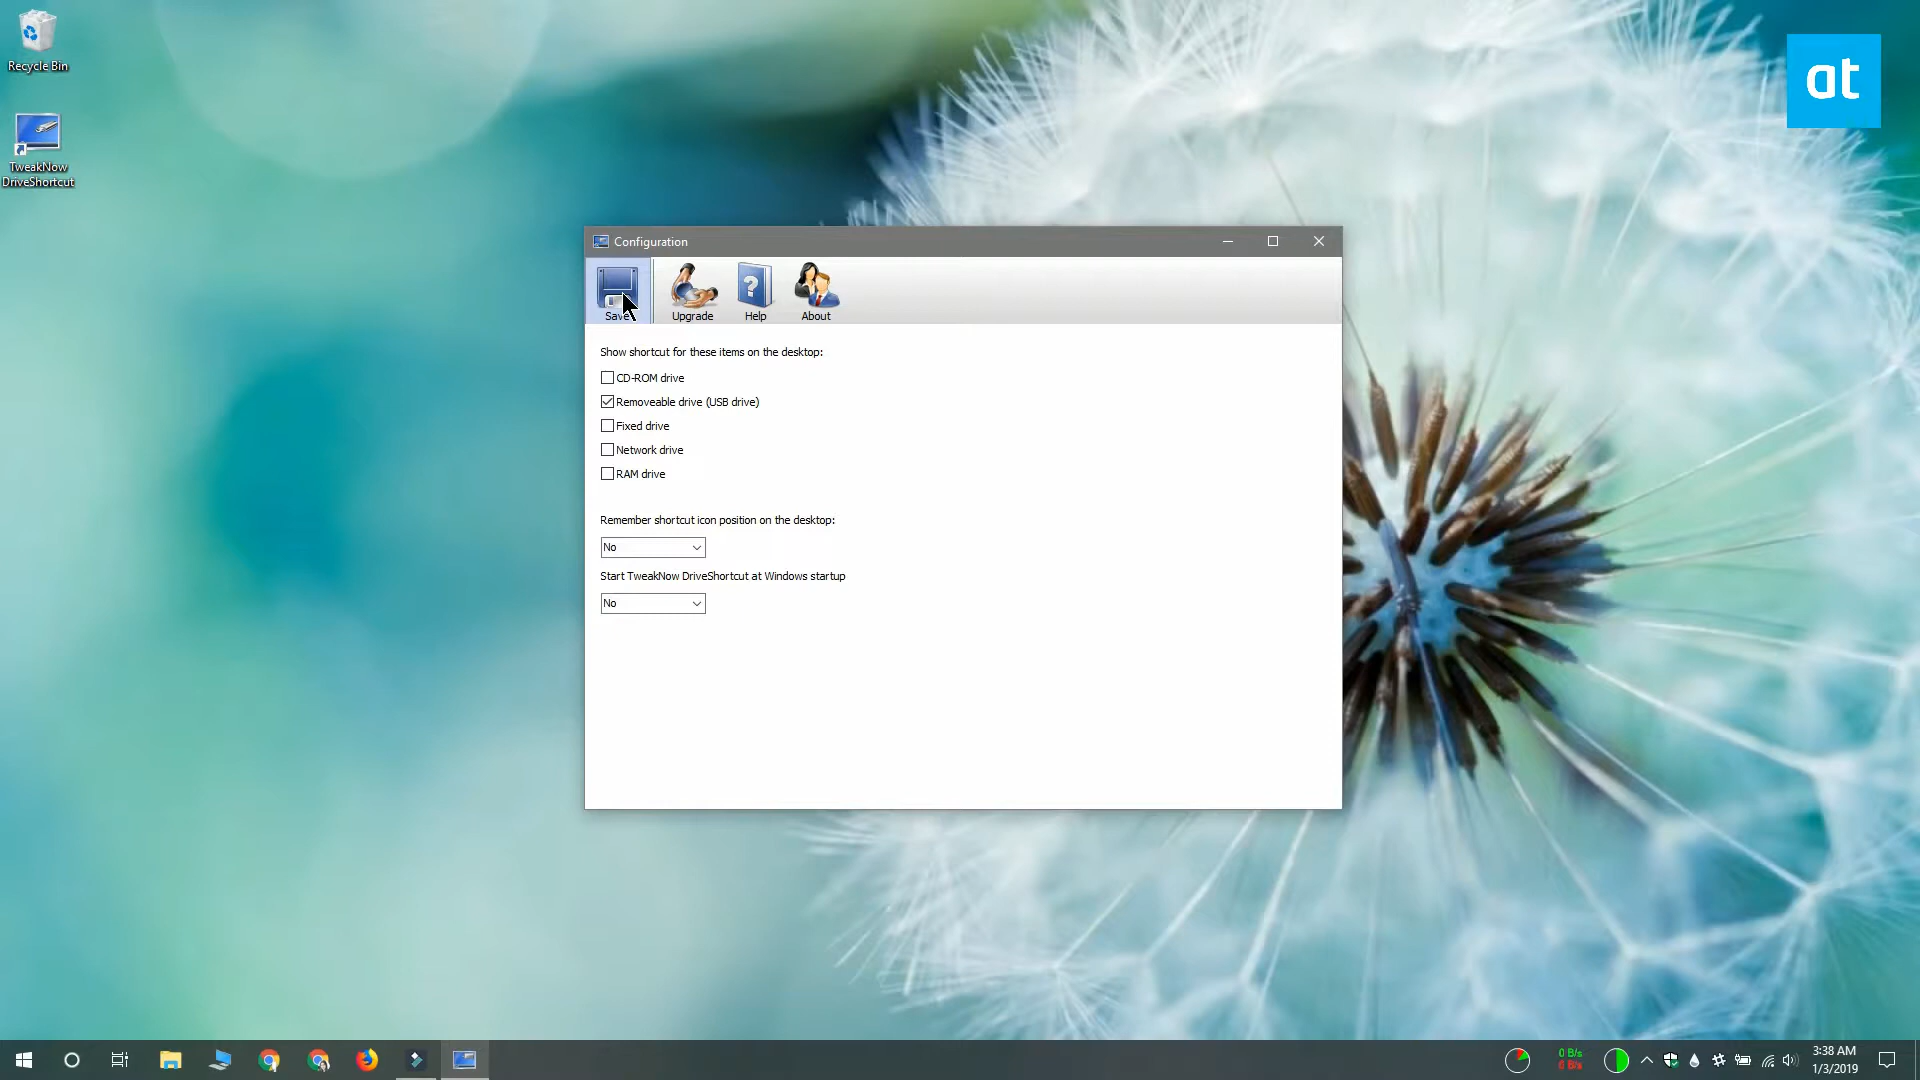 Recycle Bin
TweakNow
DriveShortcut
at
Configuration
Save
Upgrade
Help
About
Show shortcut for these items on the desktop:
CD-ROM drive
Removeable drive (USB drive)
Fixed drive
Network drive
RAM drive
Remember shortcut icon position on the desktop:
No
Start TweakNow DriveShortcut at Windows startup
No
0 B/s
0 B/s
3:38 AM
1/3/2019